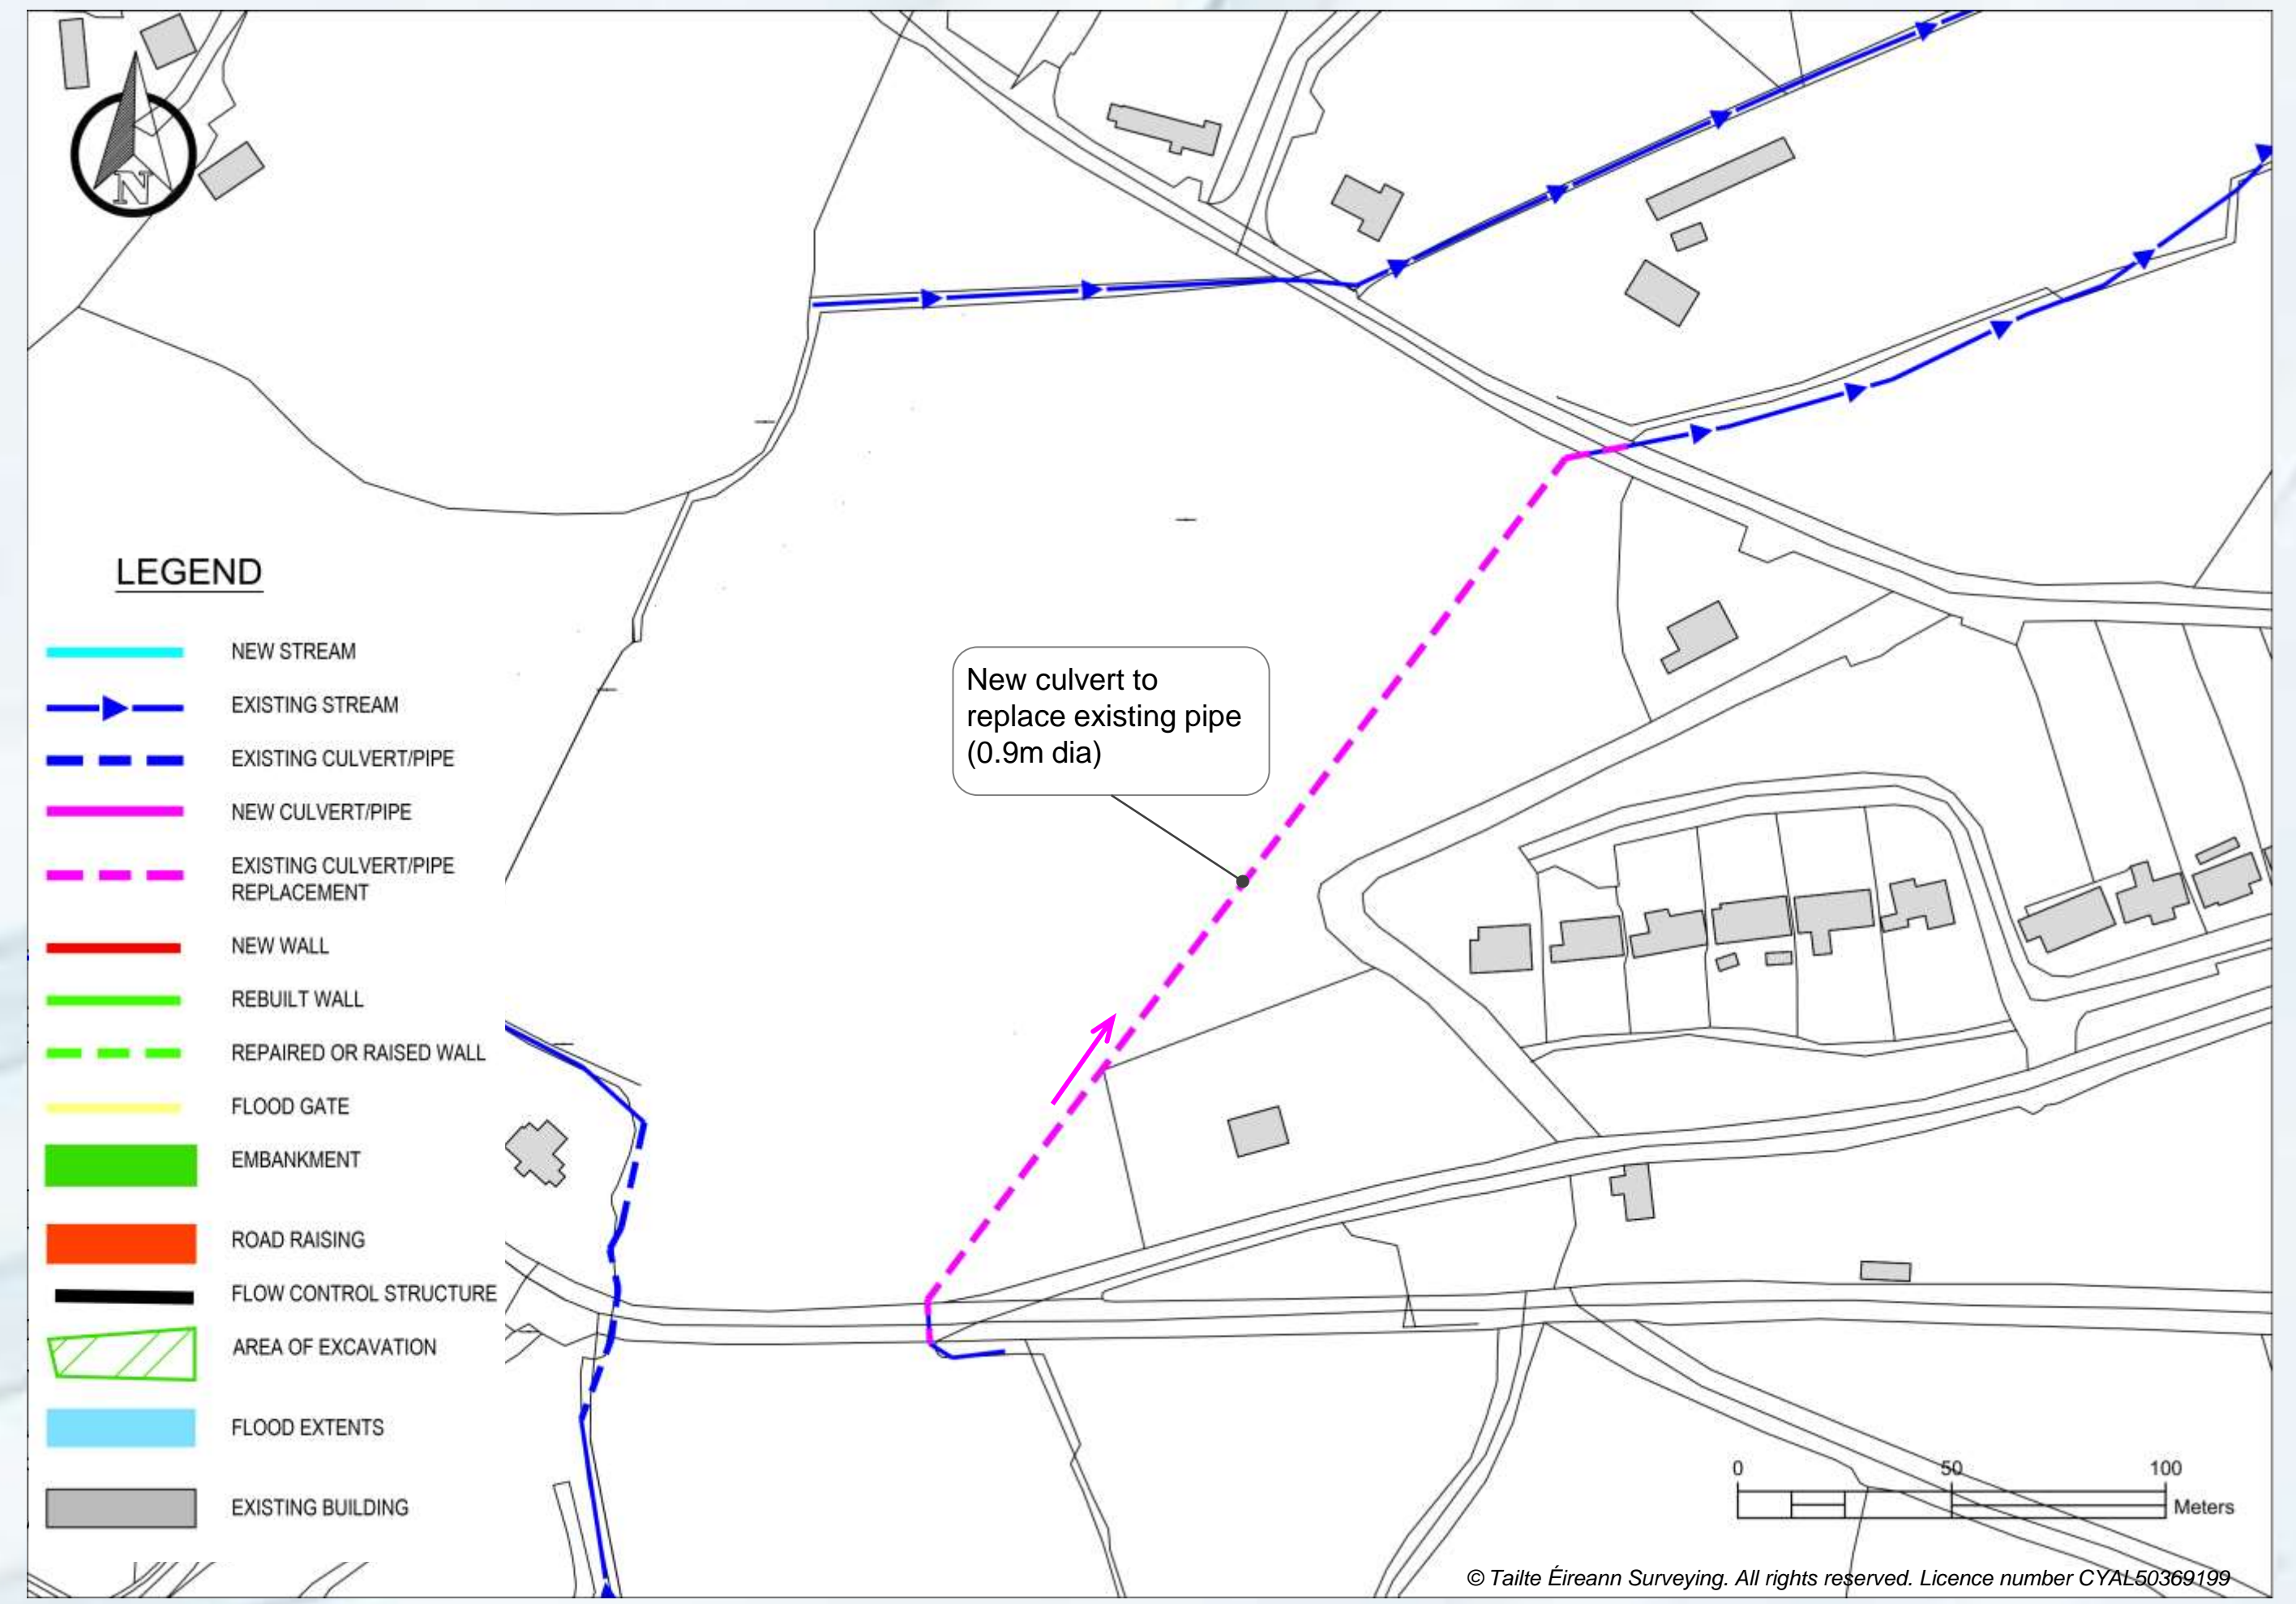 N
LEGEND
NEW STREAM
EXISTING STREAM
EXISTING CULVERT/PIPE
NEW CULVERT/PIPE
EXISTING CULVERT/PIPE
REPLACEMENT
NEW WALL
REBUILT WALL
REPAIRED OR RAISED WALL
FLOOD GATE
EMBANKMENT
ROAD RAISING
FLOW CONTROL STRUCTURE
AREA OF EXCAVATION
FLOOD EXTENTS
EXISTING BUILDING
New culvert to
replace existing pipe
(0.9m dia)
0 50 100
Meters
© Tailte Éireann Surveying. All rights reserved. Licence number CYAL50369199